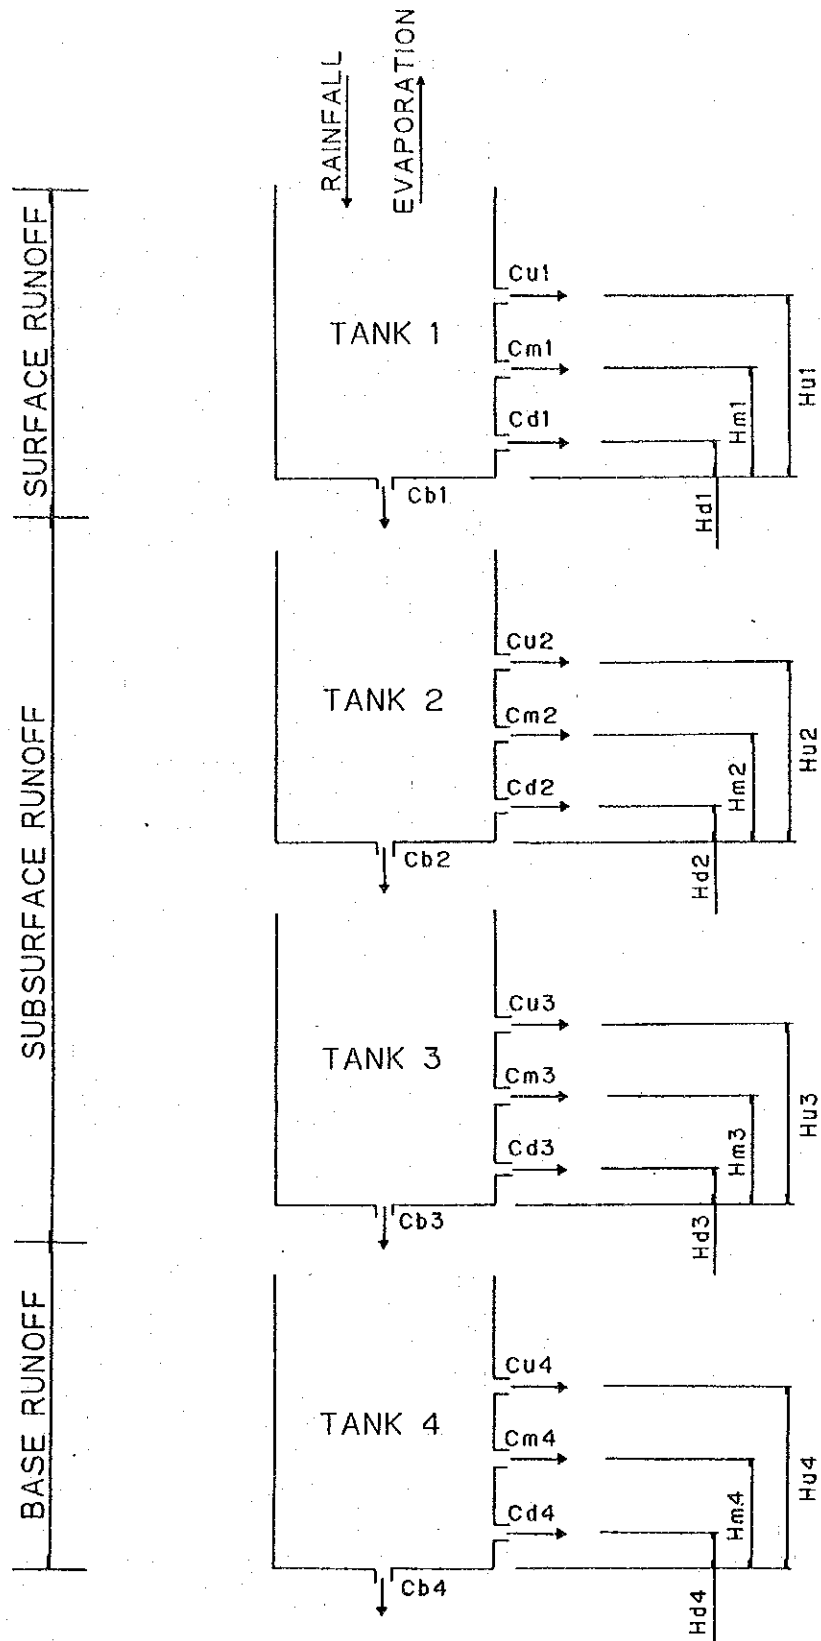 RAINFALL
EVAPORATION
SURFACE RUNOFF
TANK 1
Cu1
Cm1
Cd1
Cb1
Hu1
Hm1
Hd1
SUBSURFACE RUNOFF
TANK 2
Cu2
Cm2
Cd2
Cb2
Hu2
Hm2
Hd2
TANK 3
Cu3
Cm3
Cd3
Cb3
Hu3
Hm3
Hd3
BASE RUNOFF
TANK 4
Cu4
Cm4
Cd4
Cb4
Hu4
Hm4
Hd4